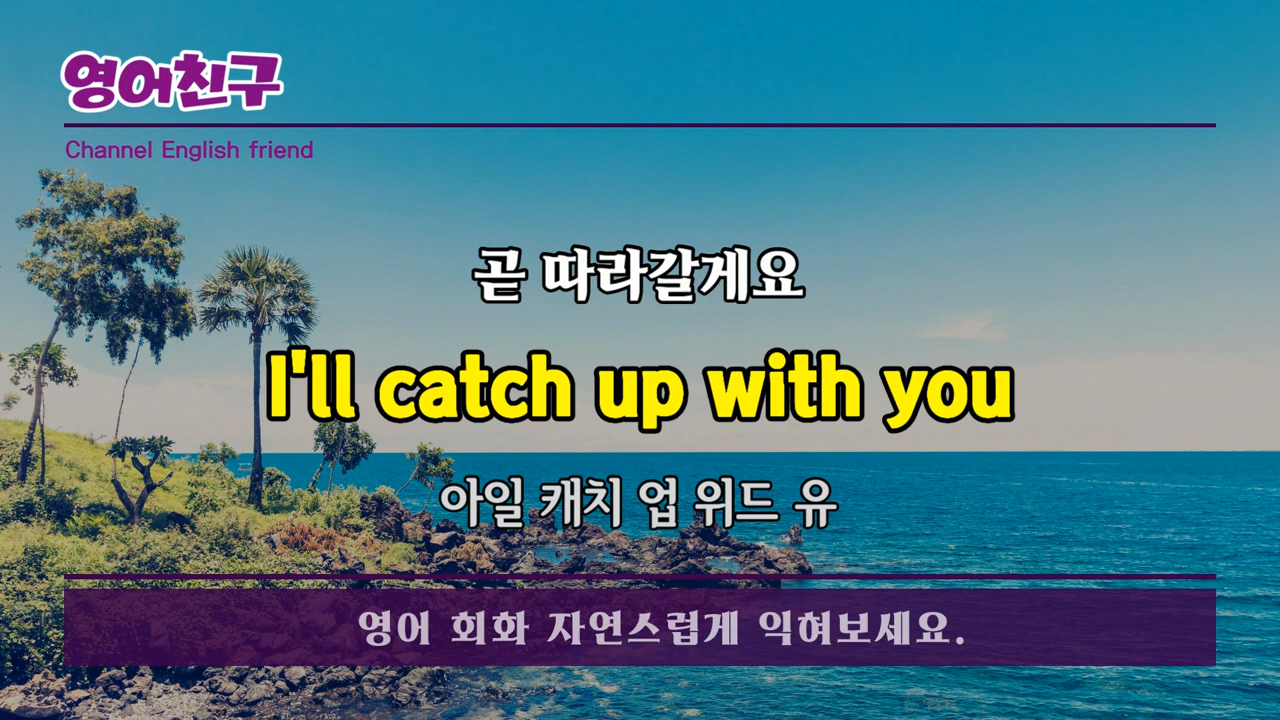 영어친구
Channel English friend
곧 따라갈게요
I'll catch up with you
아일 캐치 업 위드 유
영어 회화 자연스럽게 익혀보세요.